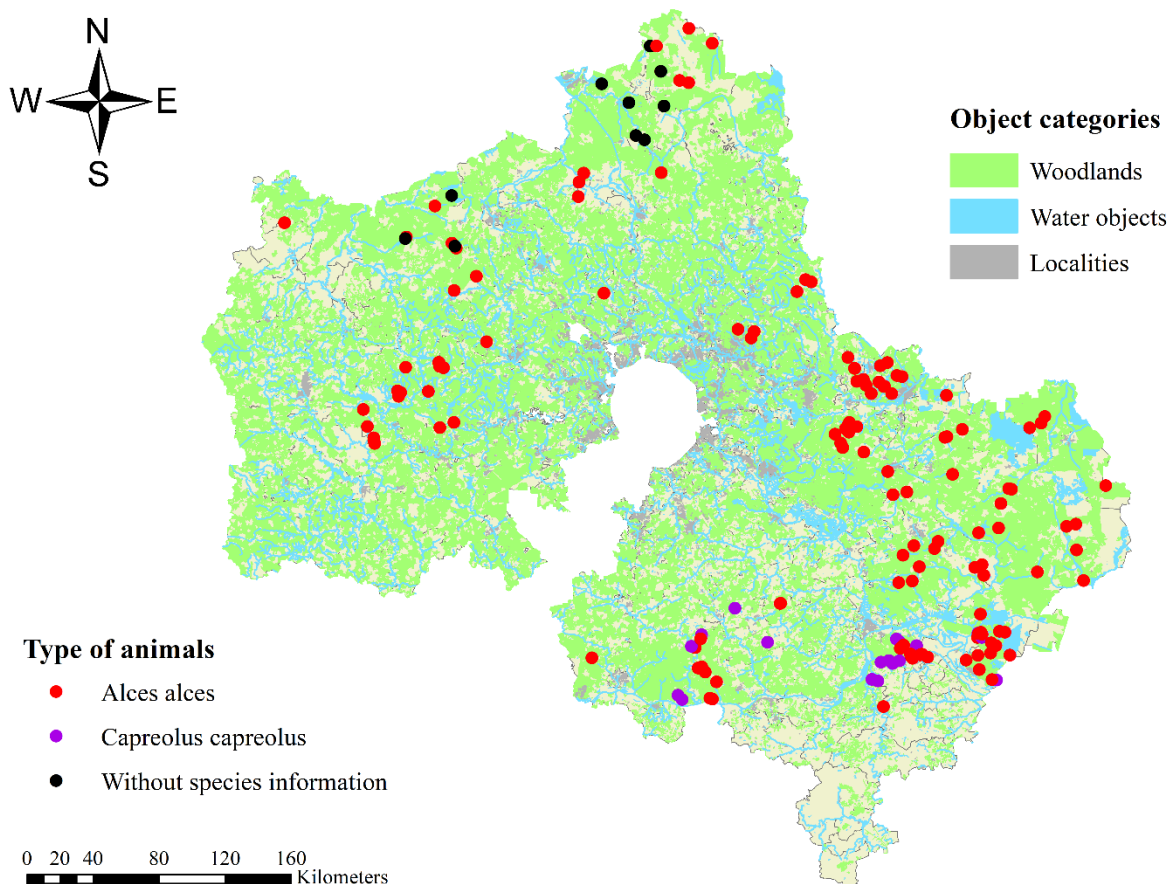 N
W E
S
Object categories
Woodlands
Water objects
Localities
Type of animals
Alces alces
Capreolus capreolus
Without species information
0 20 40 80 120 160
Kilometers